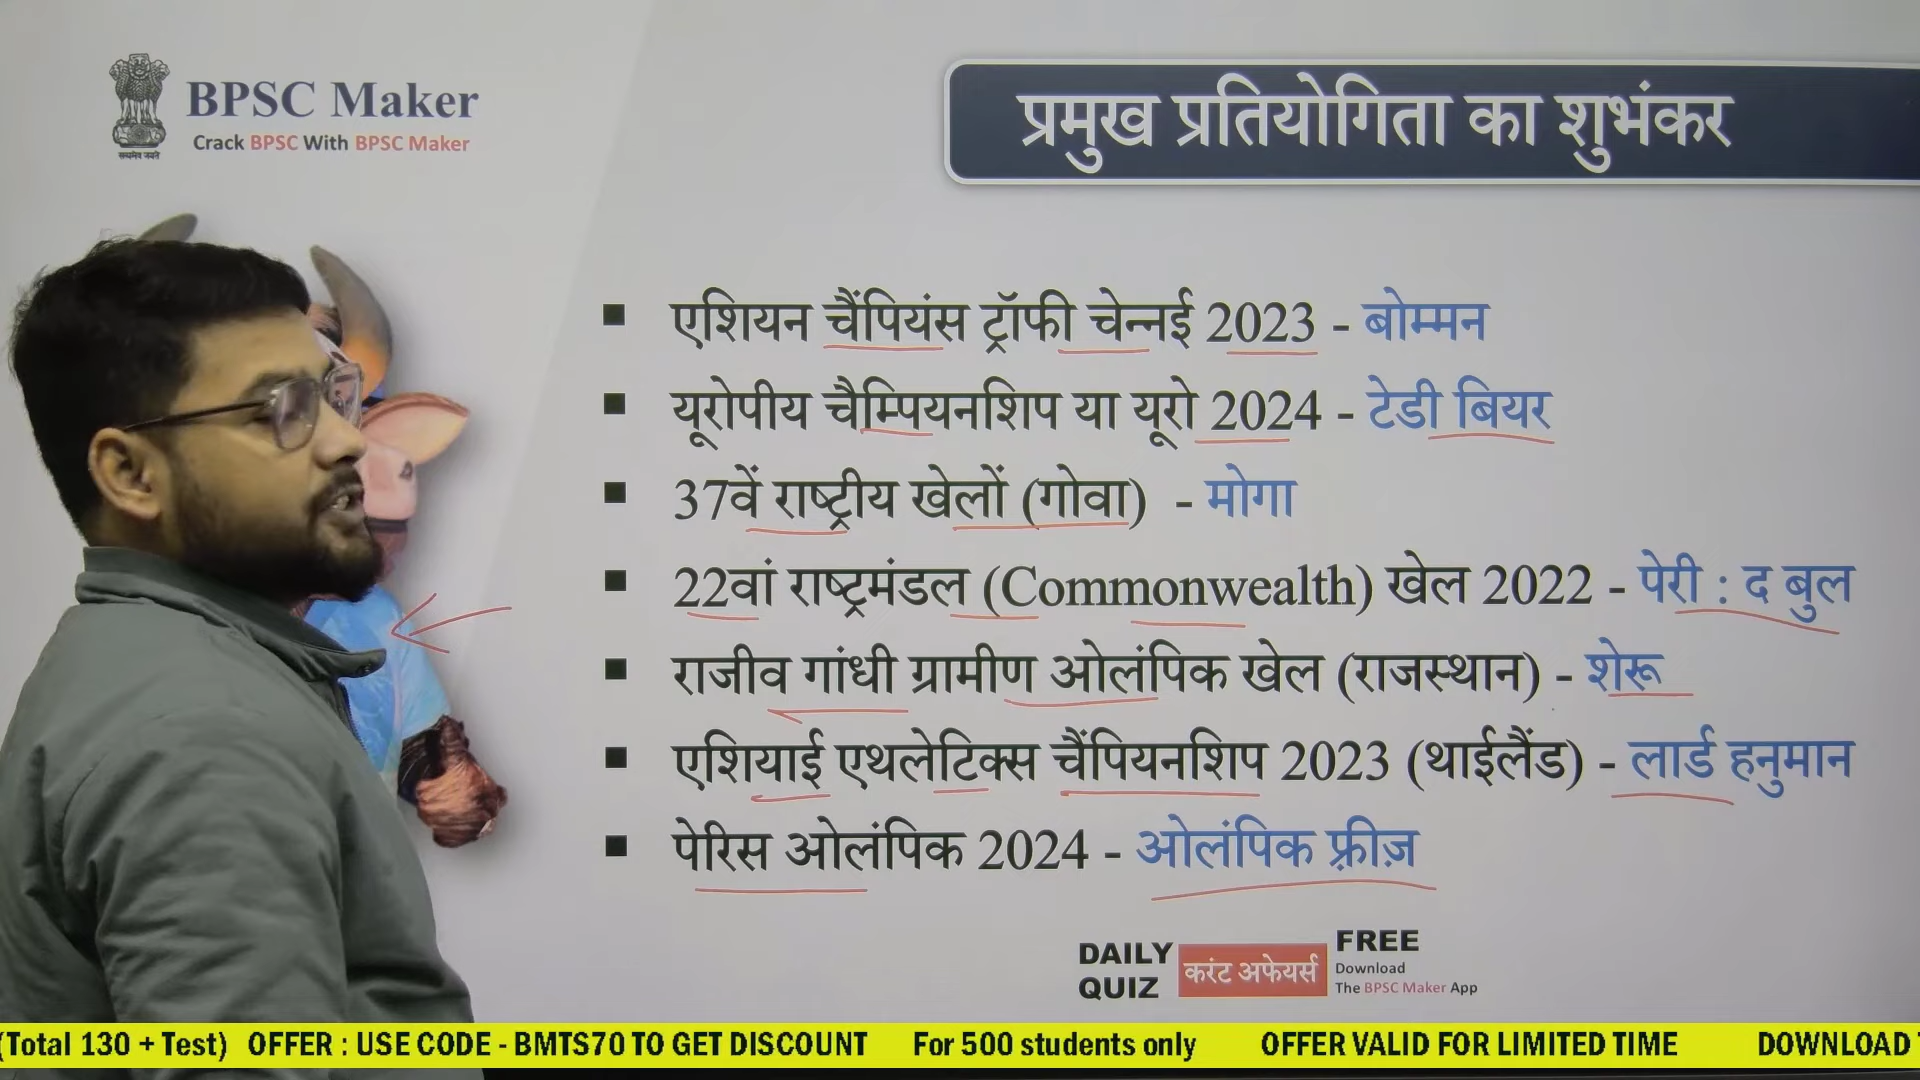 BPSC Maker
Crack BPSC With BPSC Maker
सत्यमेव जयते
प्रमुख प्रतियोगिता का शुभंकर
▪ एशियन चैंपियंस ट्रॉफी चेन्नई 2023 - बोम्मन
▪ यूरोपीय चैम्पियनशिप या यूरो 2024 - टेडी बियर
▪ 37वें राष्ट्रीय खेलों (गोवा) - मोगा
▪ 22वां राष्ट्रमंडल (Commonwealth) खेल 2022 - पेरी : द बुल
▪ राजीव गांधी ग्रामीण ओलंपिक खेल (राजस्थान) - शेरू
▪ एशियाई एथलेटिक्स चैंपियनशिप 2023 (थाईलैंड) - लार्ड हनुमान
▪ पेरिस ओलंपिक 2024 - ओलंपिक फ़्रीज़
DAILY QUIZ
करंट अफेयर्स
FREE
Download
The BPSC Maker App
(Total 130 + Test) OFFER : USE CODE - BMTS70 TO GET DISCOUNT For 500 students only OFFER VALID FOR LIMITED TIME DOWNLOAD